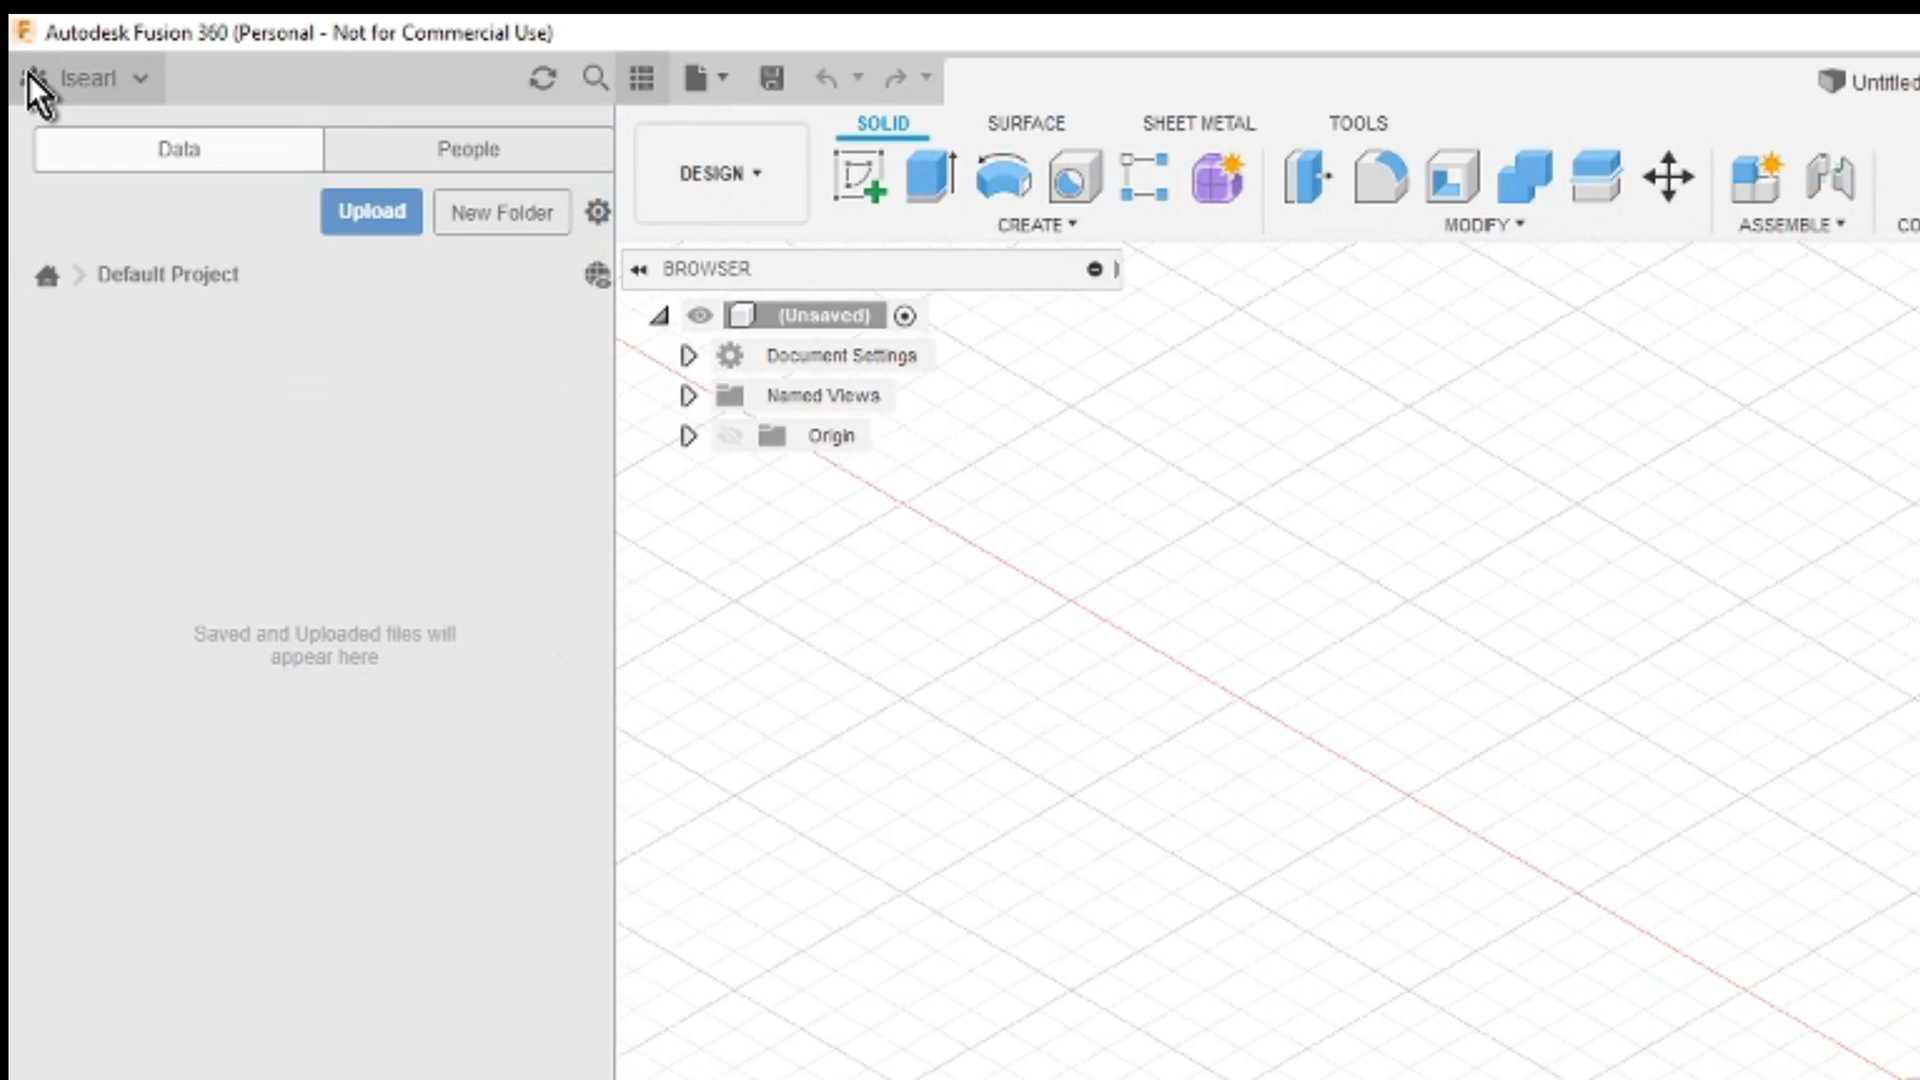 Autodesk Fusion 360 (Personal - Not for Commercial Use)
Untitled
Data
People
SOLID
SURFACE
SHEET METAL
TOOLS
DESIGN
Upload
New Folder
CREATE
MODIFY
ASSEMBLE
CO
Default Project
BROWSER
(Unsaved)
Document Settings
Named Views
Origin
Saved and Uploaded files will
appear here